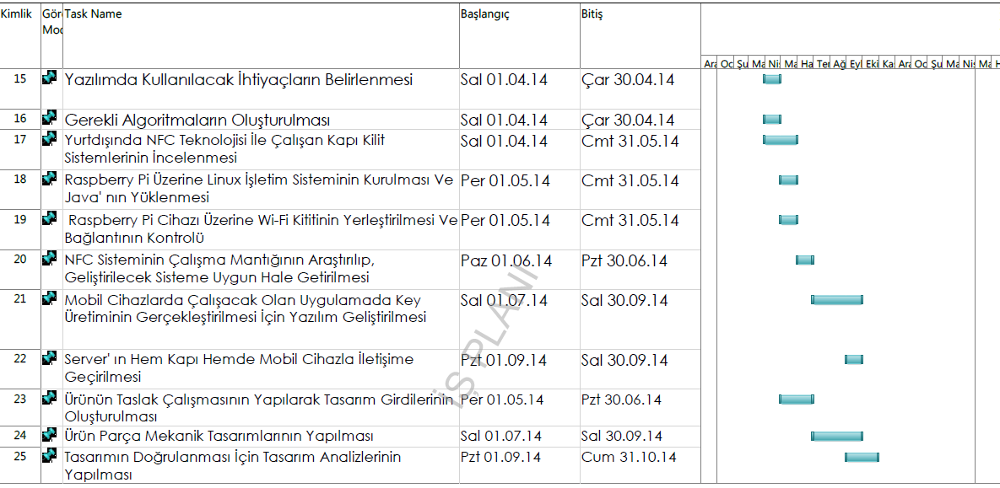 Kimlik Gör Task Name Başlangıç Bitiş
Moc
Ara Oc Şu Ma Nis Ma Ha Ter Ağ Eyl Eki Ka Ara Oc Şu Ma Nis Ma H
15 Yazılımda Kullanılacak İhtiyaçların Belirlenmesi Sal 01.04.14 Çar 30.04.14
16 Gerekli Algoritmaların Oluşturulması Sal 01.04.14 Çar 30.04.14
17 Yurtdışında NFC Teknolojisi İle Çalışan Kapı Kilit Sal 01.04.14 Cmt 31.05.14
Sistemlerinin İncelenmesi
18 Raspberry Pi Üzerine Linux İşletim Sisteminin Kurulması Ve Per 01.05.14 Cmt 31.05.14
Java' nın Yüklenmesi
19 Raspberry Pi Cihazı Üzerine Wi-Fi Kititinin Yerleştirilmesi Ve Per 01.05.14 Cmt 31.05.14
Bağlantının Kontrolü
20 NFC Sisteminin Çalışma Mantığının Araştırılıp, Paz 01.06.14 Pzt 30.06.14
Geliştirilecek Sisteme Uygun Hale Getirilmesi
21 Mobil Cihazlarda Çalışacak Olan Uygulamada Key Sal 01.07.14 Sal 30.09.14
Üretiminin Gerçekleştirilmesi İçin Yazılım Geliştirilmesi
22 Server' ın Hem Kapı Hemde Mobil Cihazla İletişime Pzt 01.09.14 Sal 30.09.14
Geçirilmesi
23 Ürünün Taslak Çalışmasının Yapılarak Tasarım Girdilerinin Per 01.05.14 Pzt 30.06.14
Oluşturulması
24 Ürün Parça Mekanik Tasarımlarının Yapılması Sal 01.07.14 Sal 30.09.14
25 Tasarımın Doğrulanması İçin Tasarım Analizlerinin Pzt 01.09.14 Cum 31.10.14
Yapılması
İŞ PLANI